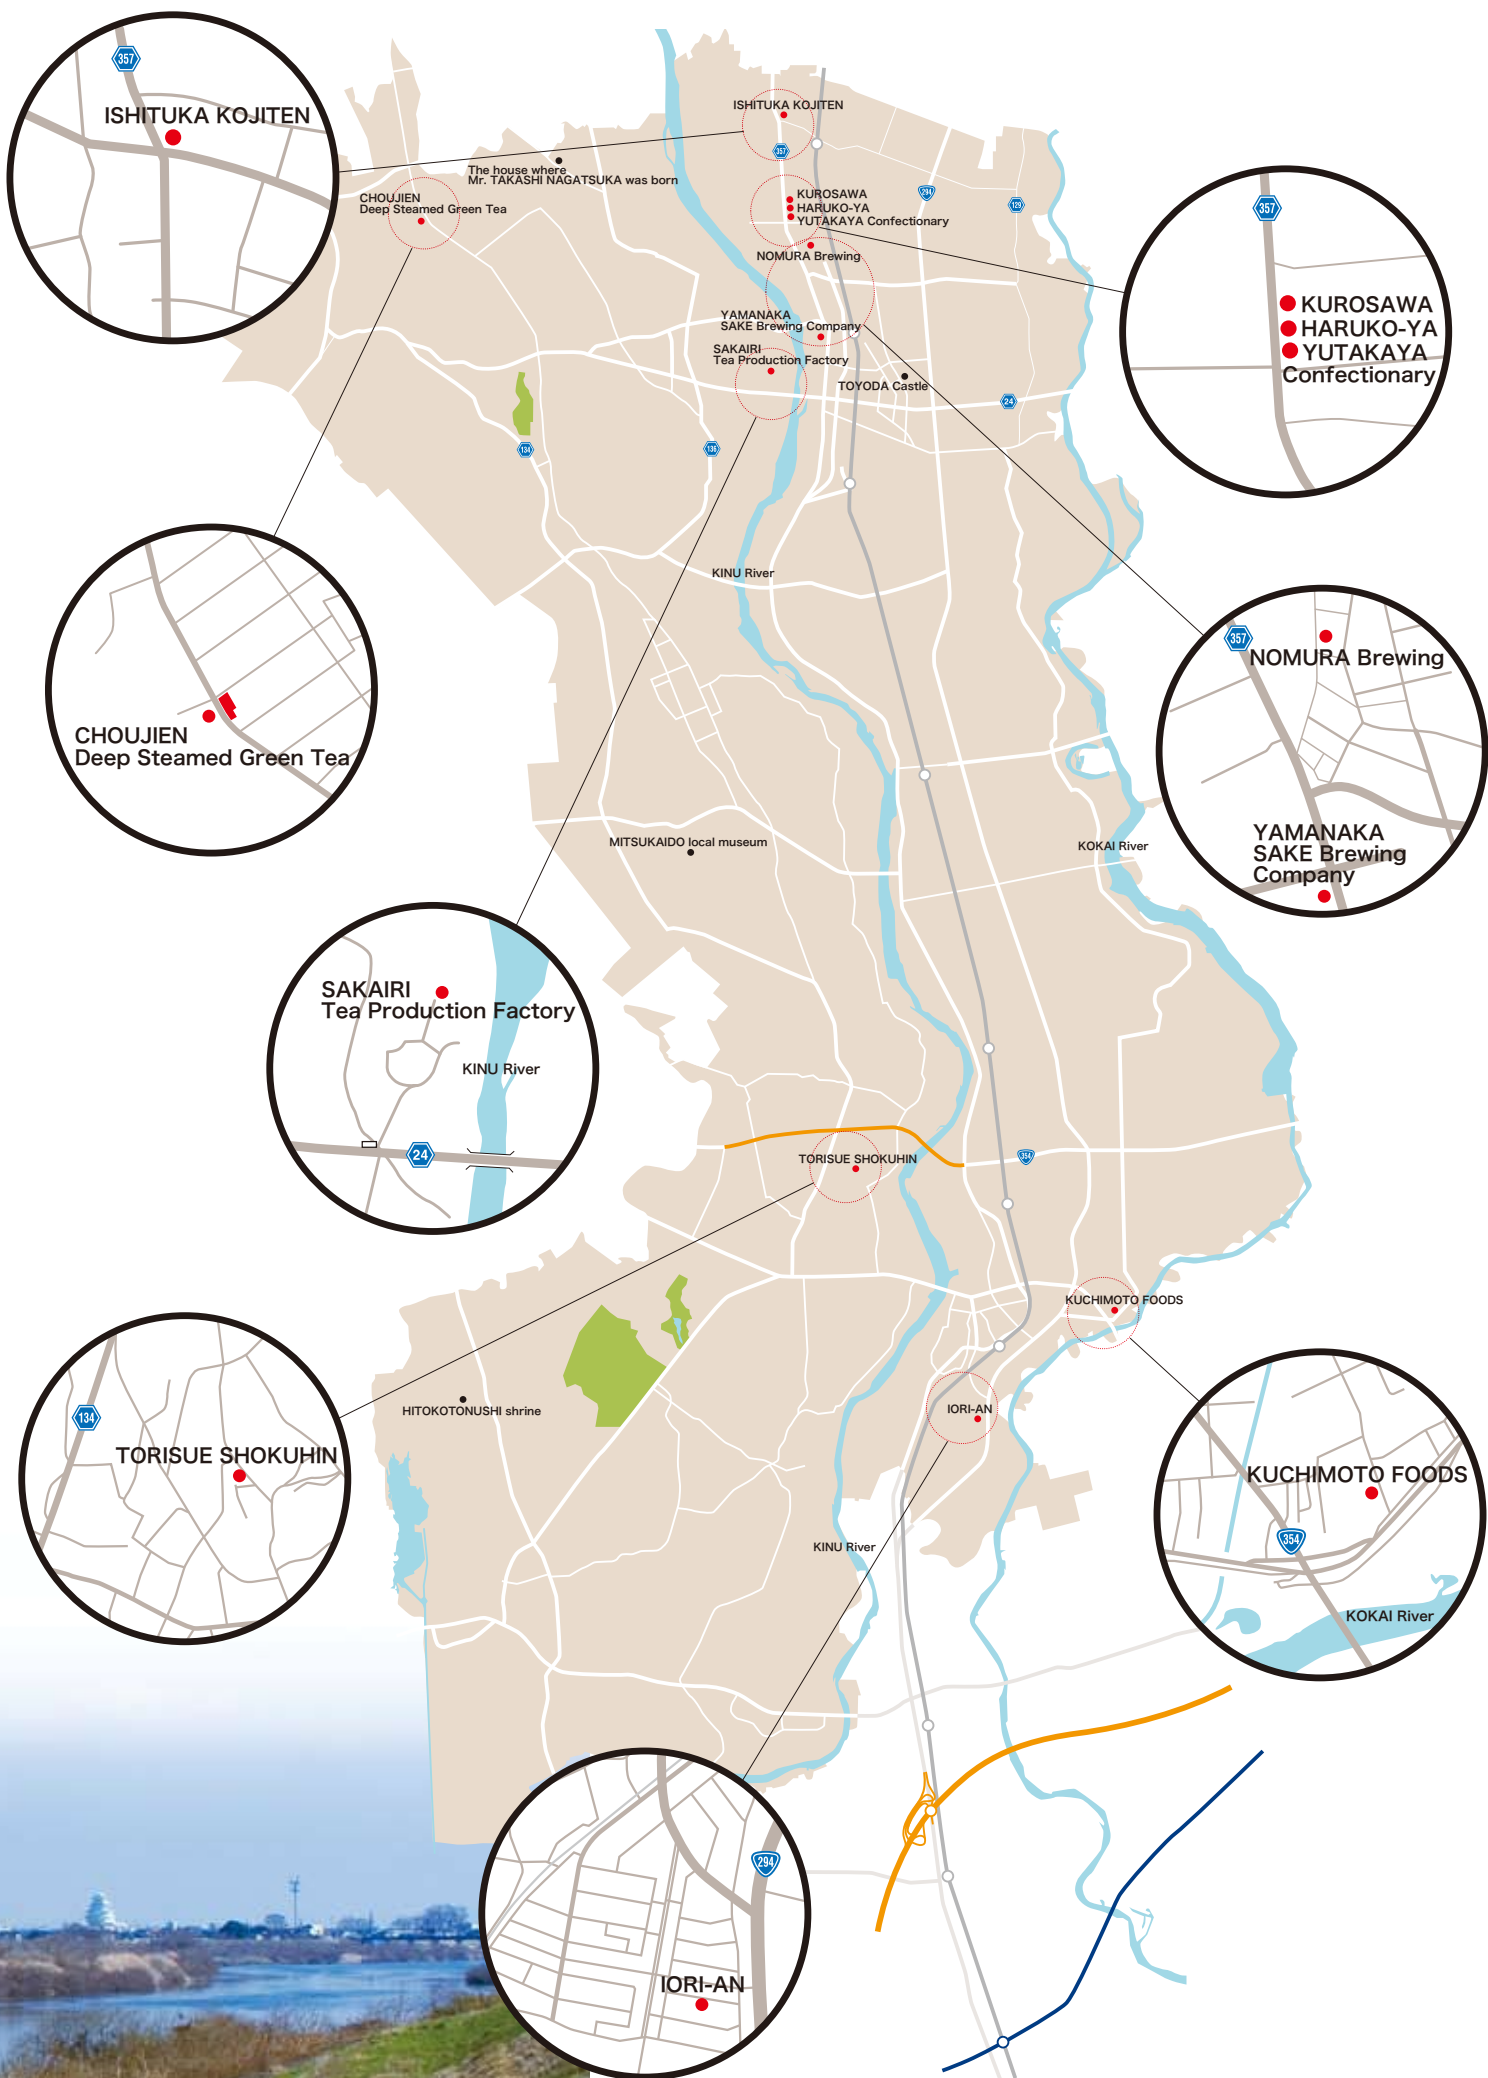 357
ISHITUKA KOJITEN
ISHITUKA KOJITEN
357
The house where
Mr. TAKASHI NAGATSUKA was born
CHOUJIEN
Deep Steamed Green Tea
KUROSAWA
HARUKO-YA
YUTAKAYA Confectionary
NOMURA Brewing
294
129
YAMANAKA
SAKE Brewing Company
SAKAIRI
Tea Production Factory
TOYODA Castle
24
134
136
357
KUROSAWA
HARUKO-YA
YUTAKAYA
Confectionary
KINU River
CHOUJIEN
Deep Steamed Green Tea
357
NOMURA Brewing
YAMANAKA
SAKE Brewing
Company
MITSUKAIDO local museum
KOKAI River
SAKAIRI
Tea Production Factory
KINU River
24
TORISUE SHOKUHIN
354
KUCHIMOTO FOODS
134
TORISUE SHOKUHIN
HITOKOTONUSHI shrine
IORI-AN
KINU River
KUCHIMOTO FOODS
354
KOKAI River
294
IORI-AN